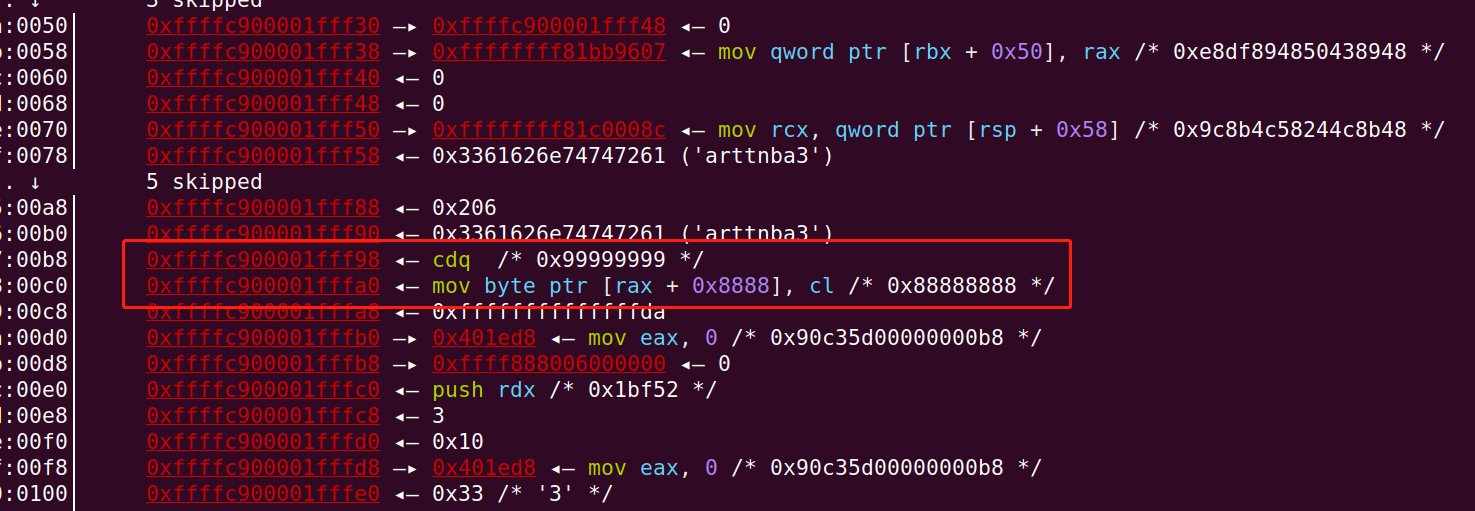 . ↓ 3 skipped
:0050 0xffffc900001fff30 —▸ 0xffffc900001fff48 ◂— 0
:0058 0xffffc900001fff38 —▸ 0xffffffff81bb9607 ◂— mov qword ptr [rbx + 0x50], rax /* 0xe8df894850438948 */
:0060 0xffffc900001fff40 ◂— 0
:0068 0xffffc900001fff48 ◂— 0
:0070 0xffffc900001fff50 —▸ 0xffffffff81c0008c ◂— mov rcx, qword ptr [rsp + 0x58] /* 0x9c8b4c58244c8b48 */
:0078 0xffffc900001fff58 ◂— 0x3361626e74747261 ('arttnba3')
. ↓ 5 skipped
:00a8 0xffffc900001fff88 ◂— 0x206
:00b0 0xffffc900001fff90 ◂— 0x3361626e74747261 ('arttnba3')
:00b8 0xffffc900001fff98 ◂— cdq /* 0x99999999 */
:00c0 0xffffc900001fffa0 ◂— mov byte ptr [rax + 0x8888], cl /* 0x88888888 */
:00c8 0xffffc900001fffa8 ◂— 0xffffffffffffffda
:00d0 0xffffc900001fffb0 —▸ 0x401ed8 ◂— mov eax, 0 /* 0x90c35d00000000b8 */
:00d8 0xffffc900001fffb8 —▸ 0xffff888006000000 ◂— 0
:00e0 0xffffc900001fffc0 ◂— push rdx /* 0x1bf52 */
:00e8 0xffffc900001fffc8 ◂— 3
:00f0 0xffffc900001fffd0 ◂— 0x10
:00f8 0xffffc900001fffd8 —▸ 0x401ed8 ◂— mov eax, 0 /* 0x90c35d00000000b8 */
:0100 0xffffc900001fffe0 ◂— 0x33 /* '3' */